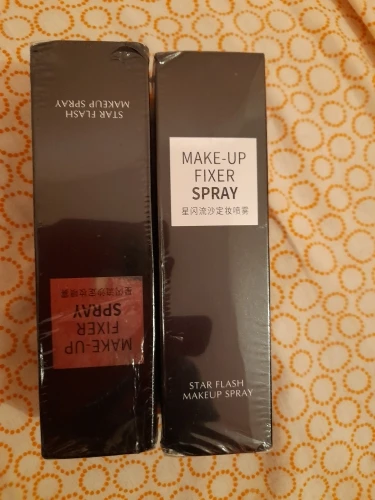 STAR FLASH
MAKEUP SPRAY
MAKE-UP
FIXER
SPRAY
星闪流沙定妆喷雾
MAKE-UP
FIXER
SPRAY
星闪流沙定妆喷雾
STAR FLASH
MAKEUP SPRAY